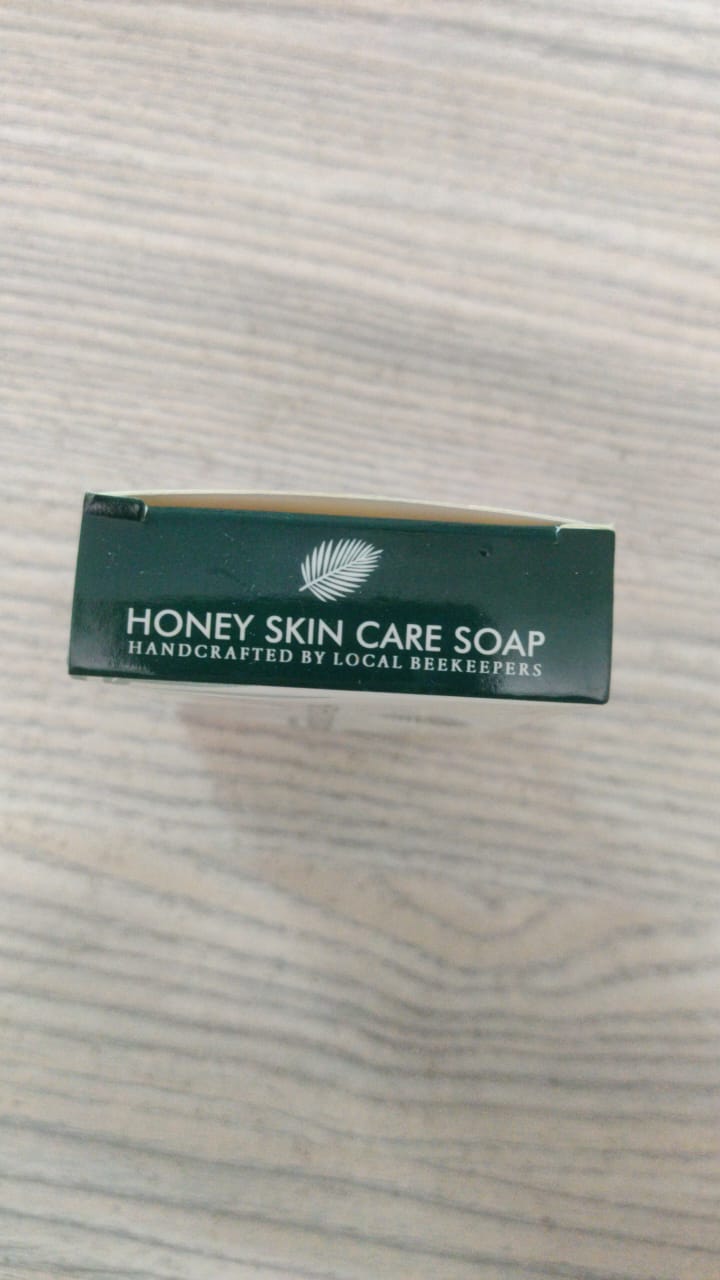 HONEY SKIN CARE SOAP
HANDCRAFTED BY LOCAL BEEKEEPERS